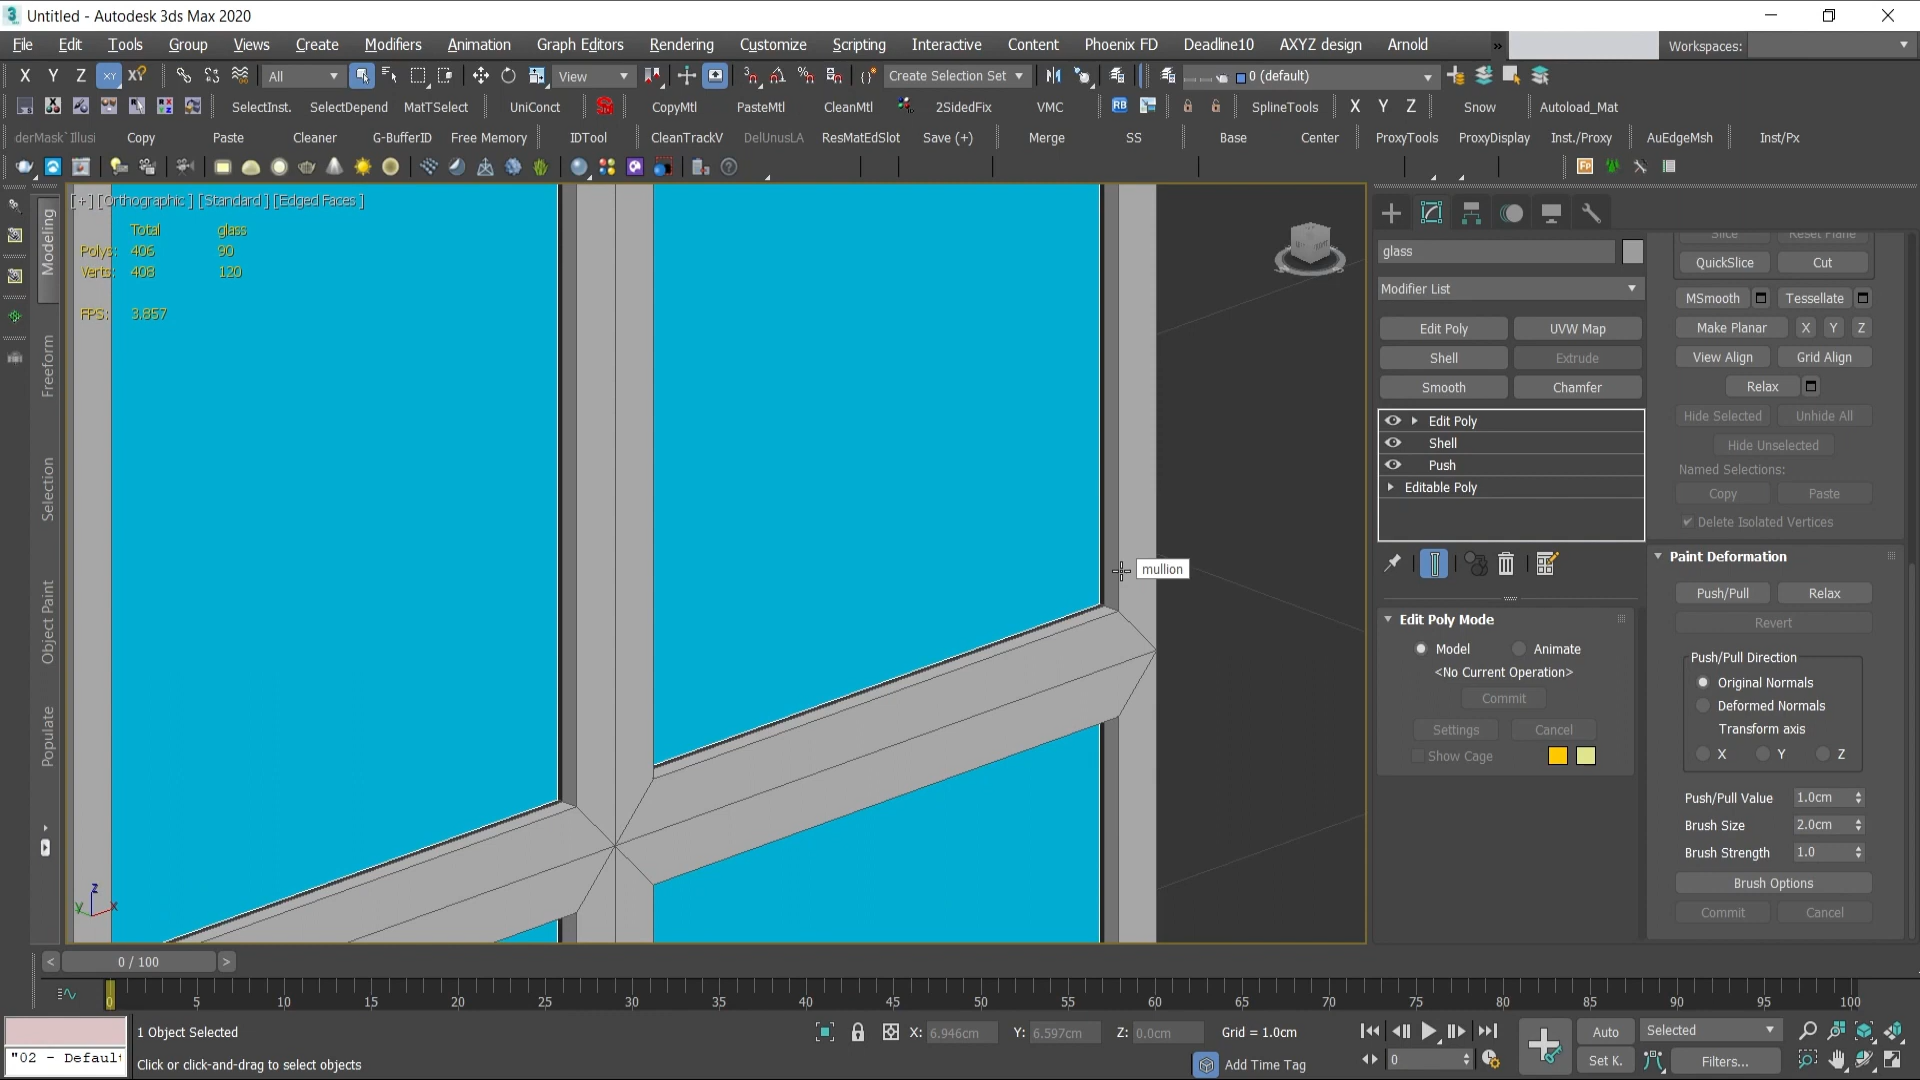 Untitled - Autodesk 3ds Max 2020
File Edit Tools Group Views Create Modifiers Animation Graph Editors Rendering Customize Scripting Interactive Content Phoenix FD Deadline10 AXYZ design Arnold » Workspaces:
X Y Z XY All View Create Selection Set 0 (default)
SelectInst. SelectDepend MatTSelect UniConct CopyMtl PasteMtl CleanMtl 2SidedFix VMC RB SplineTools X Y Z Snow Autoload_Mat
derMask`Illusi Copy Paste Cleaner G-BufferID Free Memory IDTool CleanTrackV DelUnusLA ResMatEdSlot Save (+) Merge SS Base Center ProxyTools ProxyDisplay Inst./Proxy AuEdgeMsh Inst/Px
Modeling
Freeform
Selection
Object Paint
Populate
[+] [Orthographic ] [Standard ] [Edged Faces ]
Total glass
Polys: 406 90
Verts: 408 120
FPS: 3.857
mullion
z
y x
glass
Modifier List
Edit Poly UVW Map
Shell Extrude
Smooth Chamfer
Edit Poly
Shell
Push
Editable Poly
Edit Poly Mode
Model Animate
<No Current Operation>
Commit
Settings Cancel
Show Cage
Slice Reset Plane
QuickSlice Cut
MSmooth Tessellate
Make Planar X Y Z
View Align Grid Align
Relax
Hide Selected Unhide All
Hide Unselected
Named Selections:
Copy Paste
Delete Isolated Vertices
Paint Deformation
Push/Pull Relax
Revert
Push/Pull Direction
Original Normals
Deformed Normals
Transform axis
X Y Z
Push/Pull Value 1.0cm
Brush Size 2.0cm
Brush Strength 1.0
Brush Options
Commit Cancel
< 0 / 100 >
0 5 10 15 20 25 30 35 40 45 50 55 60 65 70 75 80 85 90 95 100
1 Object Selected X: 6.946cm Y: 6.597cm Z: 0.0cm Grid = 1.0cm Auto Selected
"02 - Default Click or click-and-drag to select objects Add Time Tag 0 Set K. Filters...